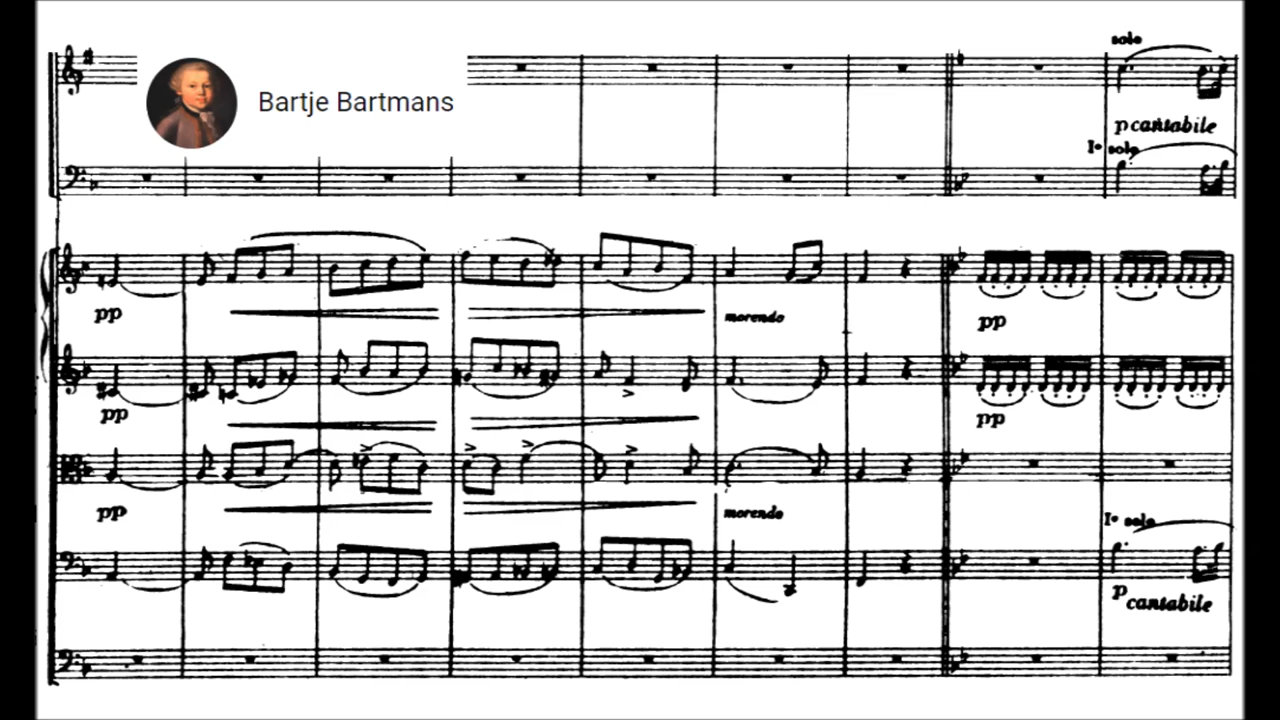 solo
Bartje Bartmans
p cantabile
I° solo
pp
morendo
pp
pp
pp
pp
morendo
I° solo
p
cantabile